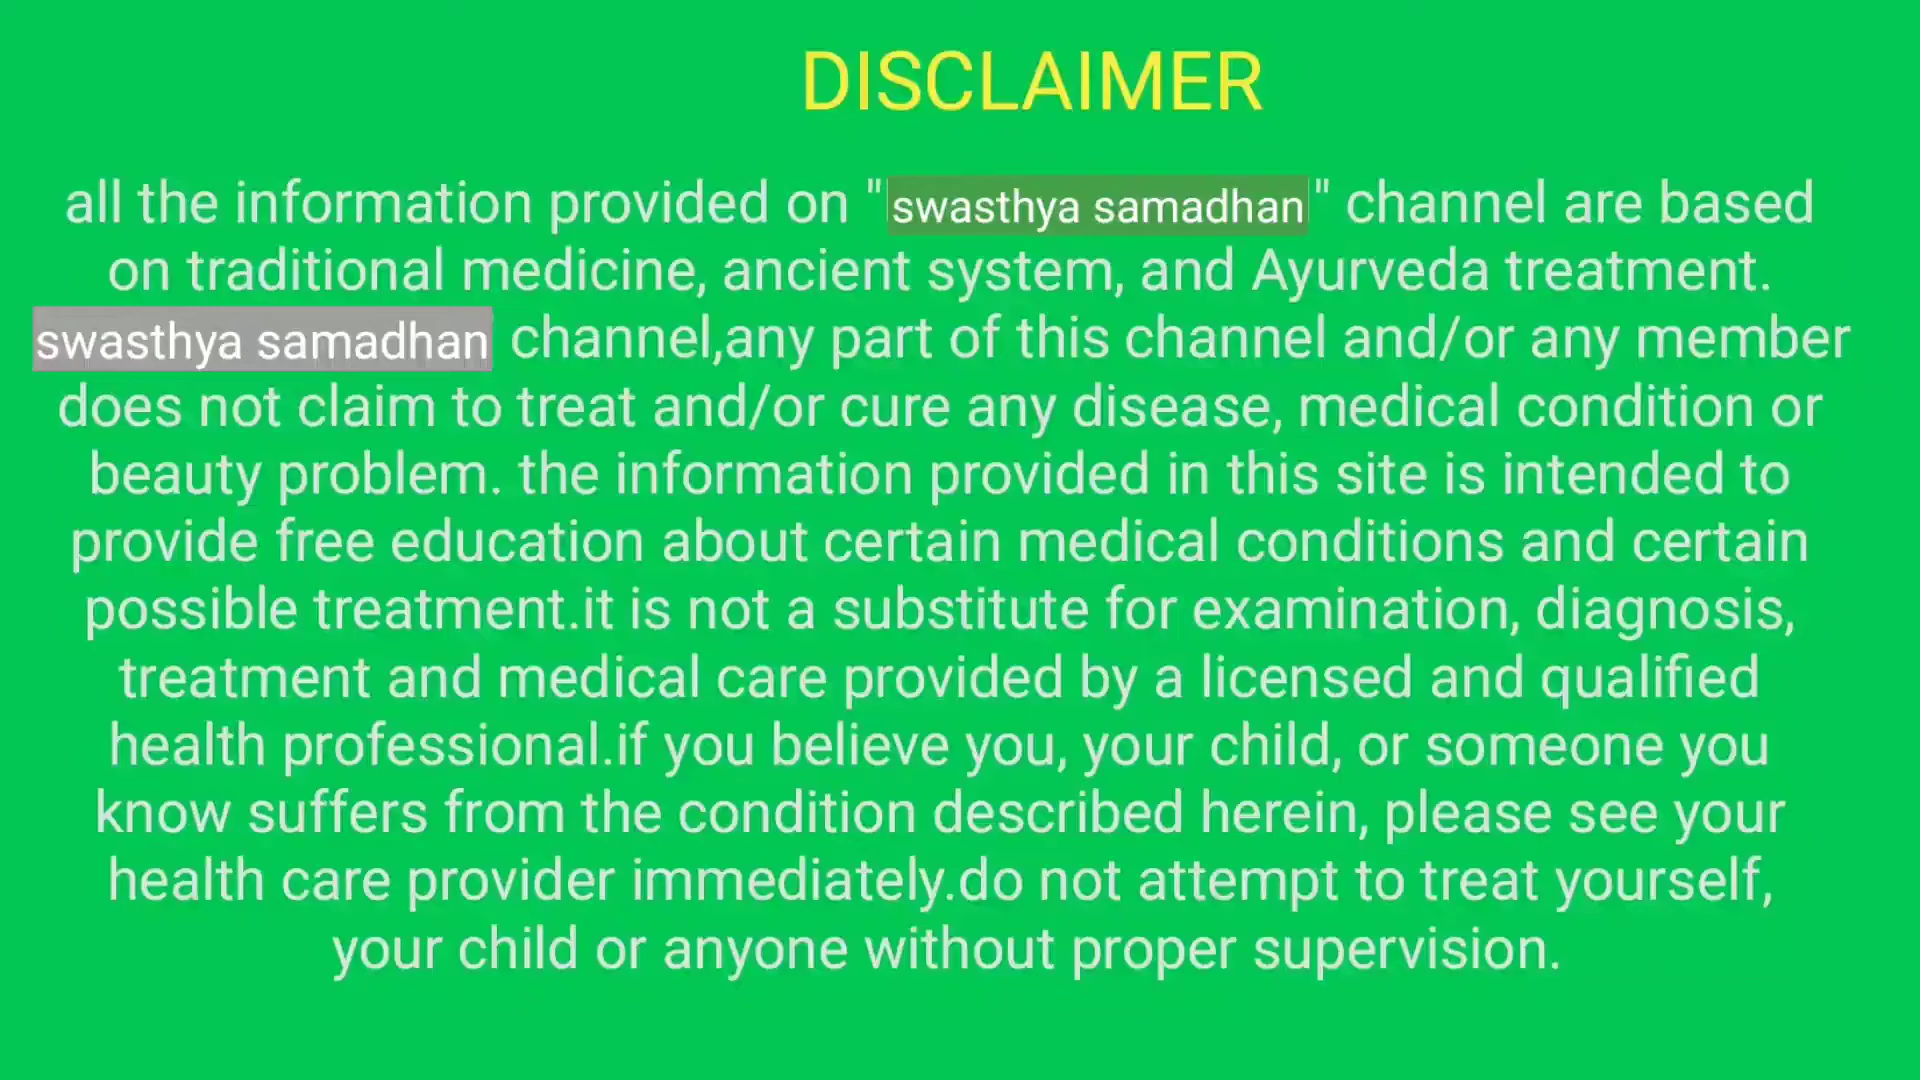 DISCLAIMER
all the information provided on "swasthya samadhan" channel are based
on traditional medicine, ancient system, and Ayurveda treatment.
swasthya samadhan channel,any part of this channel and/or any member
does not claim to treat and/or cure any disease, medical condition or
beauty problem. the information provided in this site is intended to
provide free education about certain medical conditions and certain
possible treatment.it is not a substitute for examination, diagnosis,
treatment and medical care provided by a licensed and qualified
health professional.if you believe you, your child, or someone you
know suffers from the condition described herein, please see your
health care provider immediately.do not attempt to treat yourself,
your child or anyone without proper supervision.